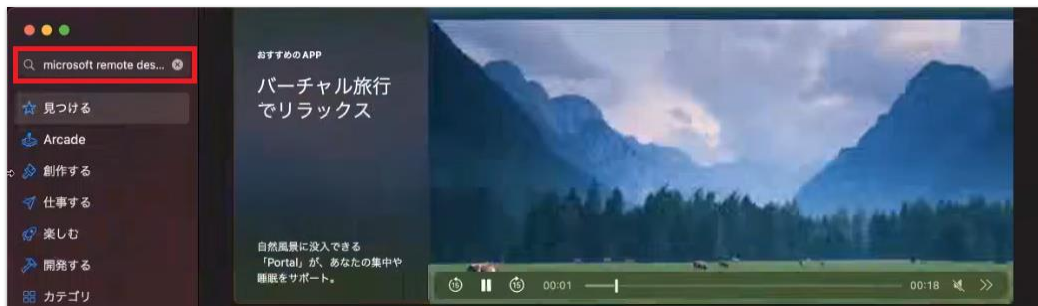 microsoft remote des...
見つける
Arcade
創作する
仕事する
楽しむ
開発する
カテゴリ
おすすめのAPP
バーチャル旅行
でリラックス
自然風景に没入できる
「Portal」が、あなたの集中や
睡眠をサポート。
15
15
00:01
00:18